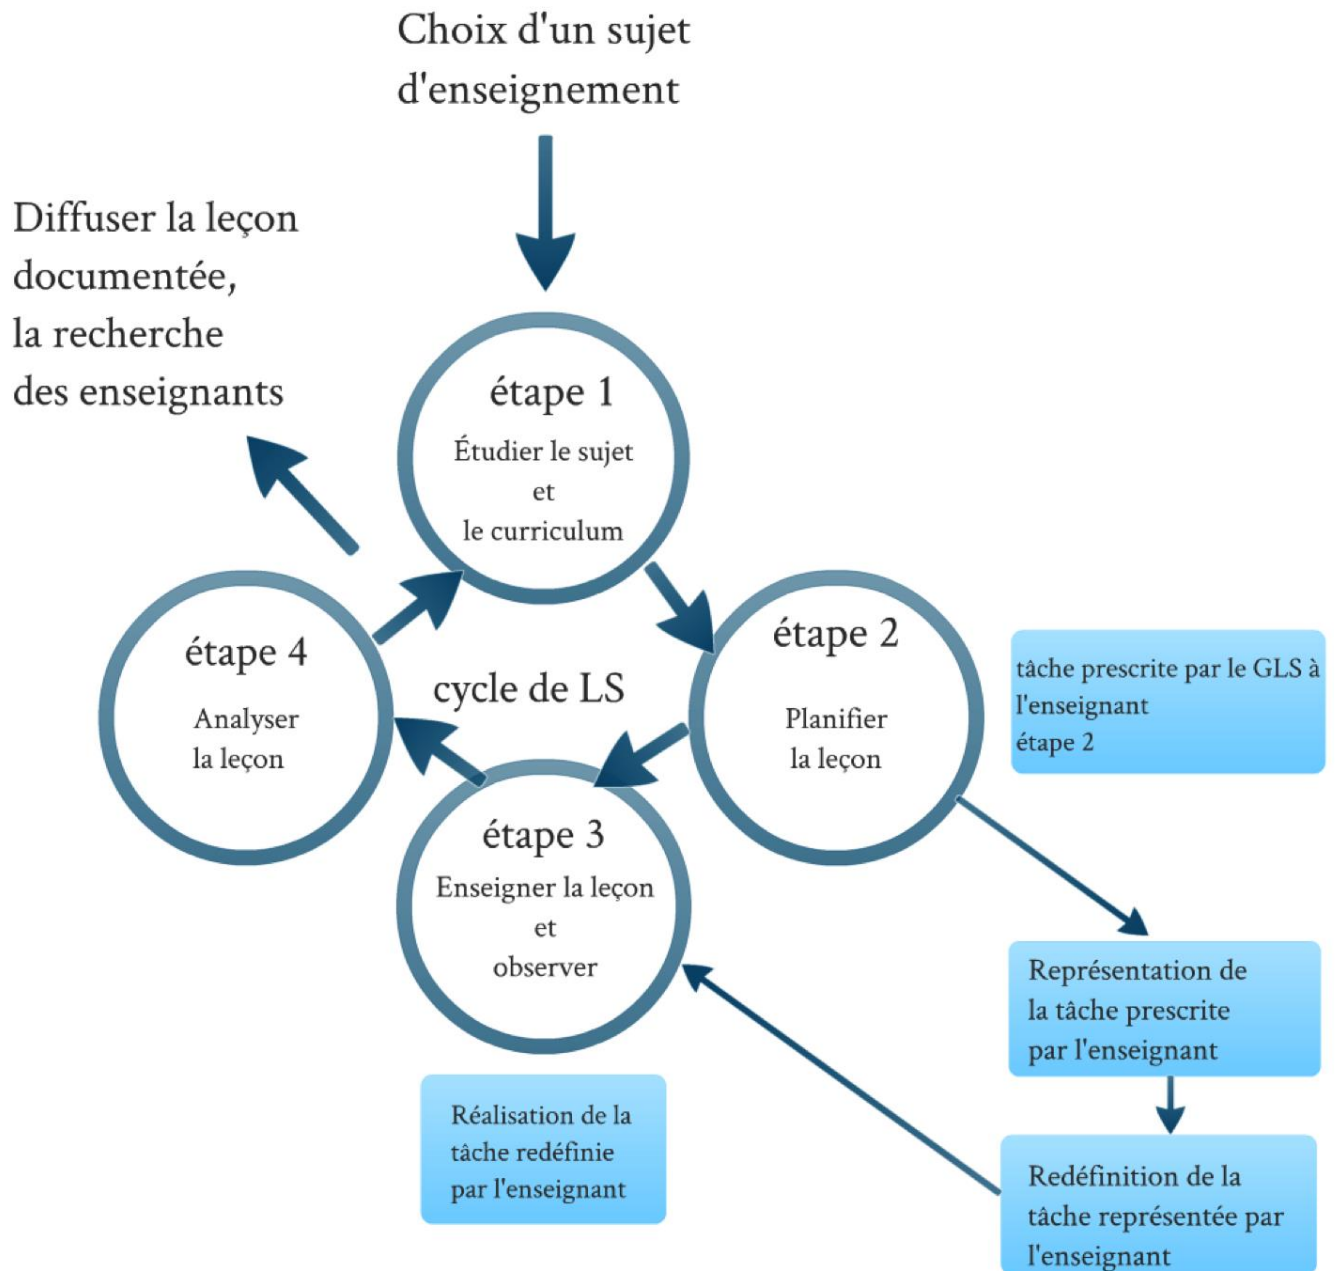 Choix d'un sujet
d'enseignement
Diffuser la leçon
documentée,
la recherche
des enseignants
étape 1
Étudier le sujet
et
le curriculum
étape 2
Planifier
la leçon
tâche prescrite par le GLS à
l'enseignant
étape 2
étape 4
Analyser
la leçon
cycle de LS
étape 3
Enseigner la leçon
et
observer
Représentation de
la tâche prescrite
par l'enseignant
Réalisation de la
tâche redéfinie
par l'enseignant
Redéfinition de la
tâche représentée par
l'enseignant